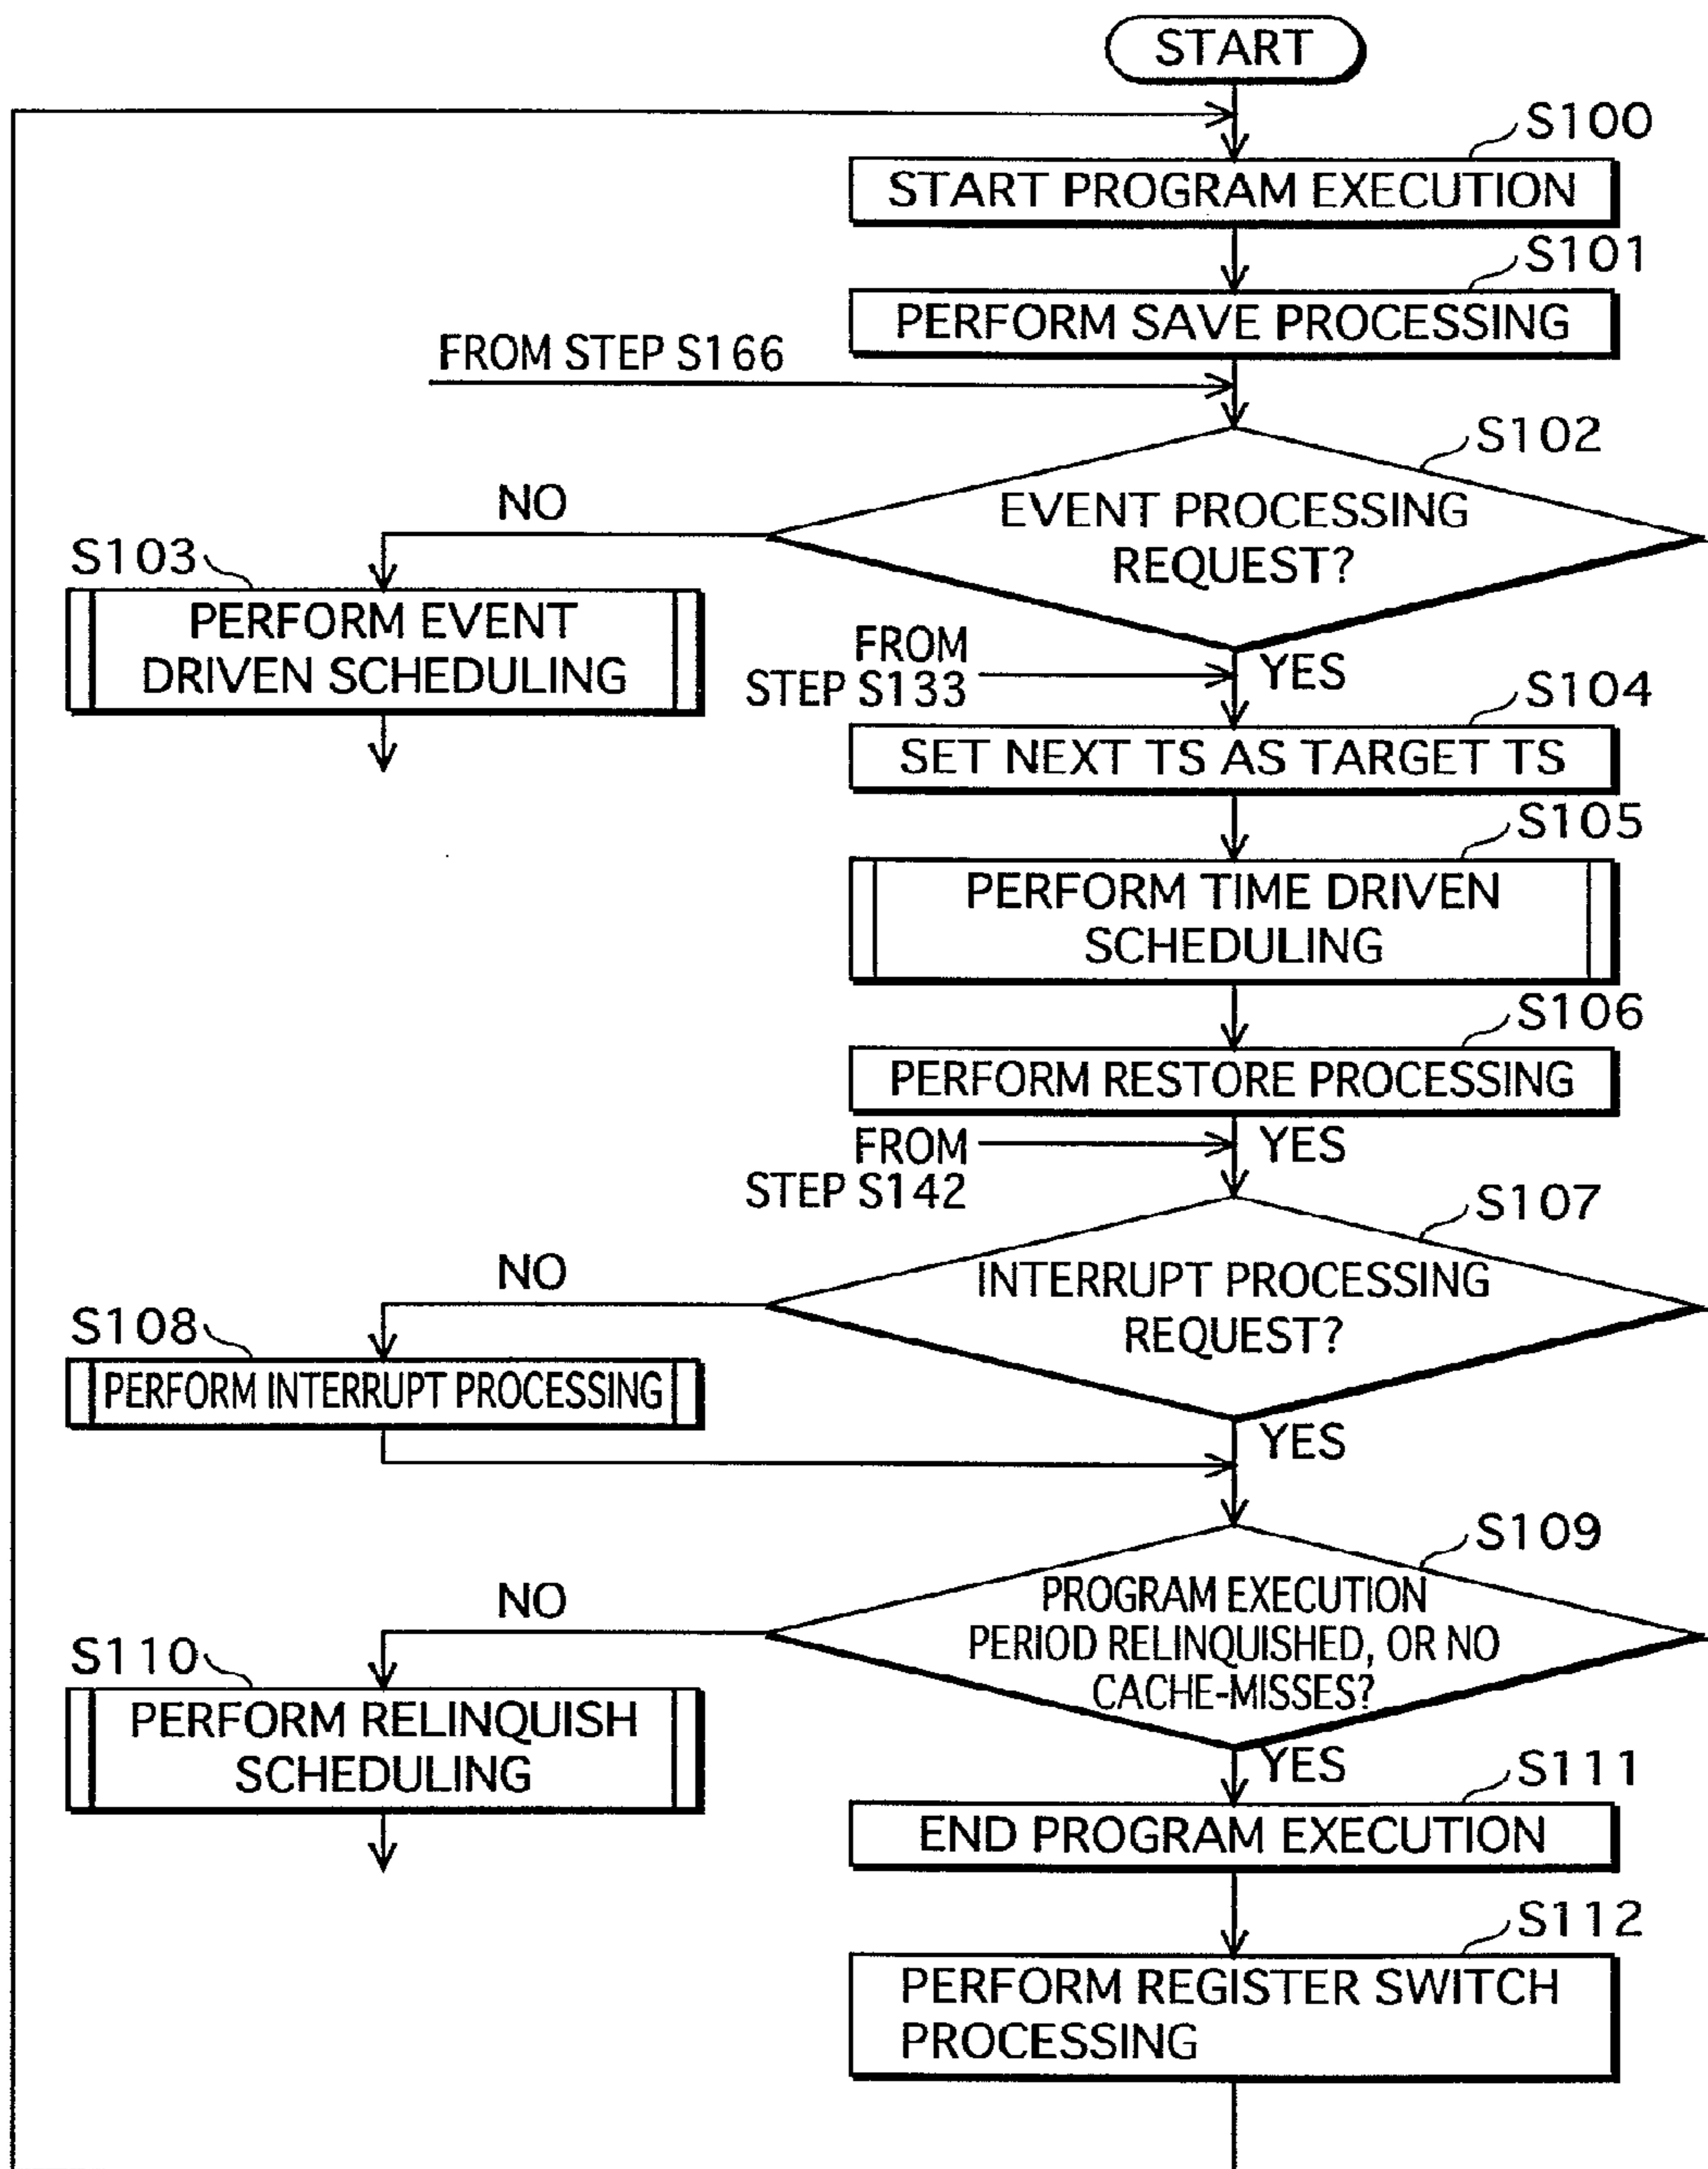 START
S100
START PROGRAM EXECUTION
S101
PERFORM SAVE PROCESSING
FROM STEP S166
S102
EVENT PROCESSING
REQUEST?
NO
S103
PERFORM EVENT
DRIVEN SCHEDULING
FROM
STEP S133
YES
S104
SET NEXT TS AS TARGET TS
S105
PERFORM TIME DRIVEN
SCHEDULING
S106
PERFORM RESTORE PROCESSING
FROM
STEP S142
YES
S107
INTERRUPT PROCESSING
REQUEST?
NO
S108
PERFORM INTERRUPT PROCESSING
YES
S109
PROGRAM EXECUTION
PERIOD RELINQUISHED, OR NO
CACHE-MISSES?
NO
S110
PERFORM RELINQUISH
SCHEDULING
YES
S111
END PROGRAM EXECUTION
S112
PERFORM REGISTER SWITCH
PROCESSING